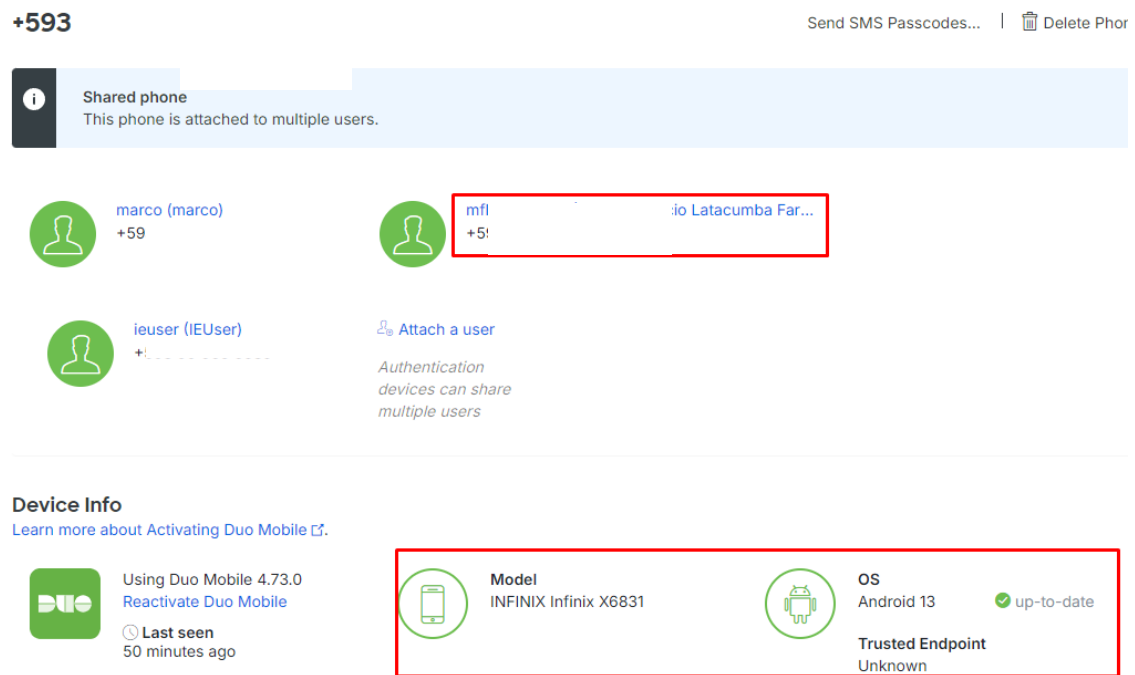 +593
Send SMS Passcodes... | Delete Phon
Shared phone
This phone is attached to multiple users.
marco (marco)
+59
mfl io Latacumba Far...
+59
ieuser (IEUser)
+
Attach a user
Authentication
devices can share
multiple users
Device Info
Learn more about Activating Duo Mobile.
DUO
Using Duo Mobile 4.73.0
Reactivate Duo Mobile
Last seen
50 minutes ago
Model
INFINIX Infinix X6831
OS
Android 13
up-to-date
Trusted Endpoint
Unknown